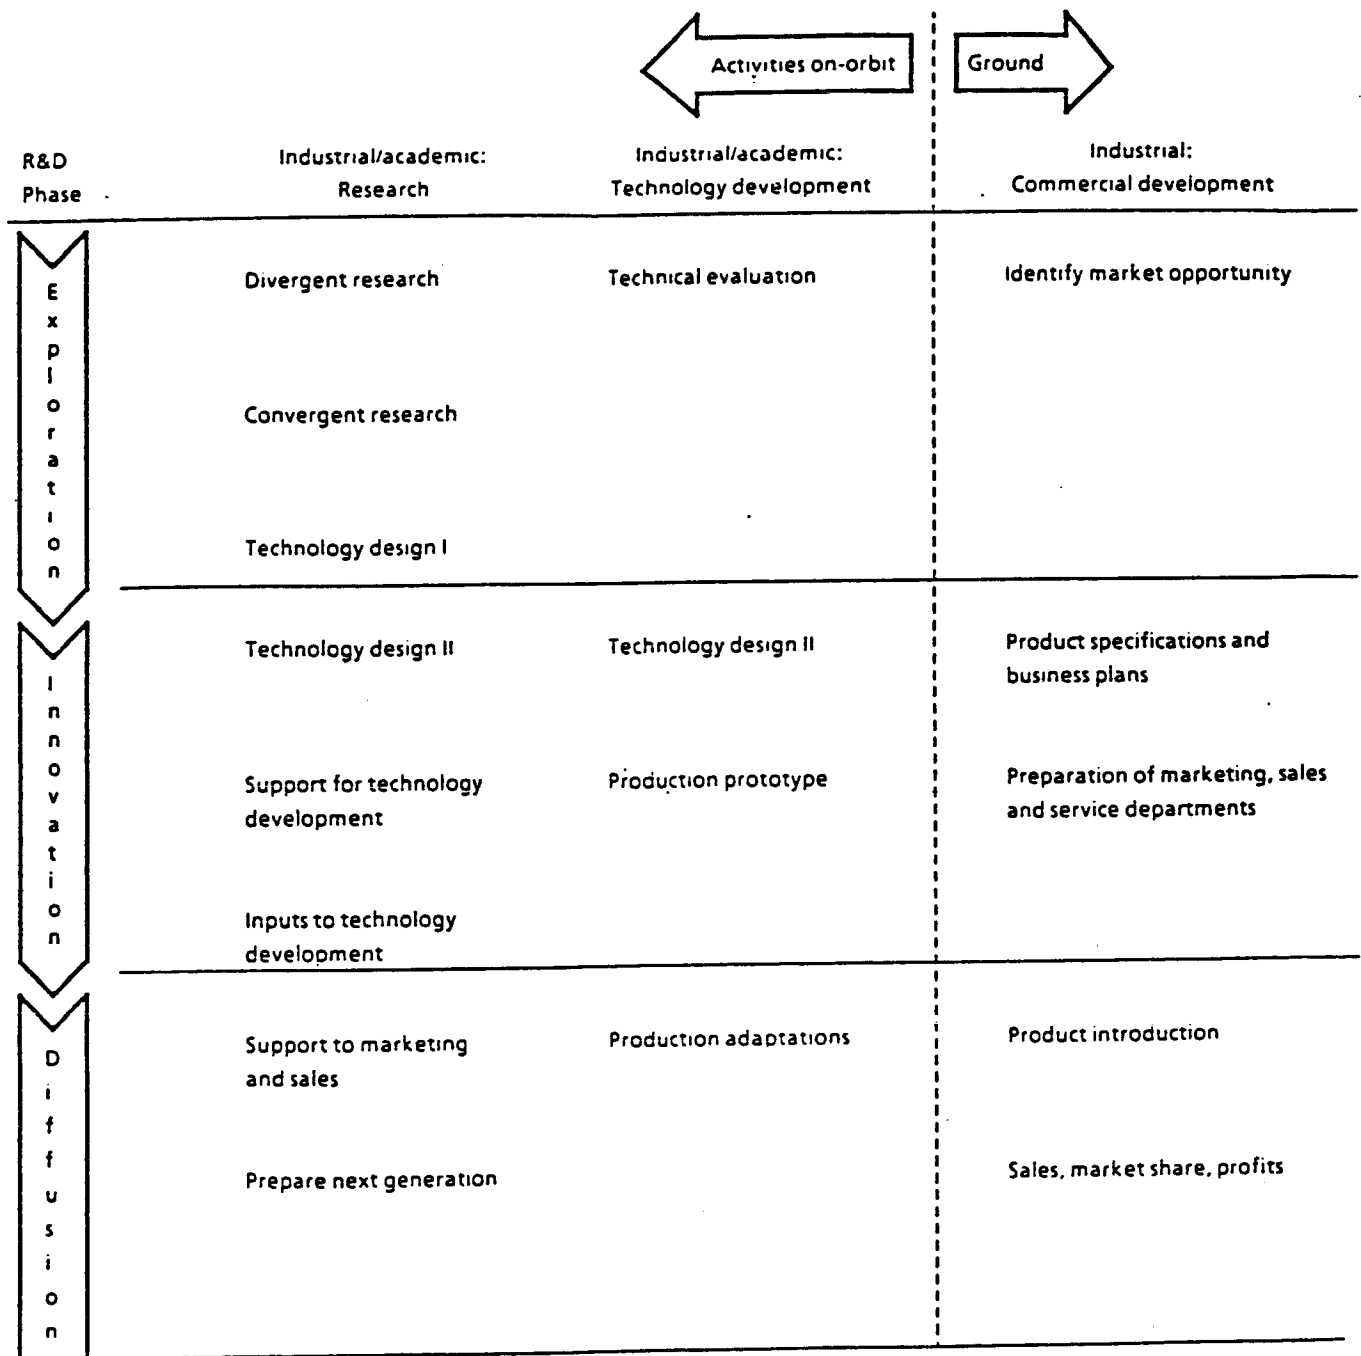 Activities on-orbit
Ground
R&D
Phase
Industrial/academic:
Research
Industrial/academic:
Technology development
Industrial:
Commercial development
Exploration
Divergent research
Technical evaluation
Identify market opportunity
Convergent research
Technology design I
Innovation
Technology design II
Technology design II
Product specifications and
business plans
Support for technology
development
Production prototype
Preparation of marketing, sales
and service departments
Inputs to technology
development
Diffusion
Support to marketing
and sales
Production adaptations
Product introduction
Prepare next generation
Sales, market share, profits